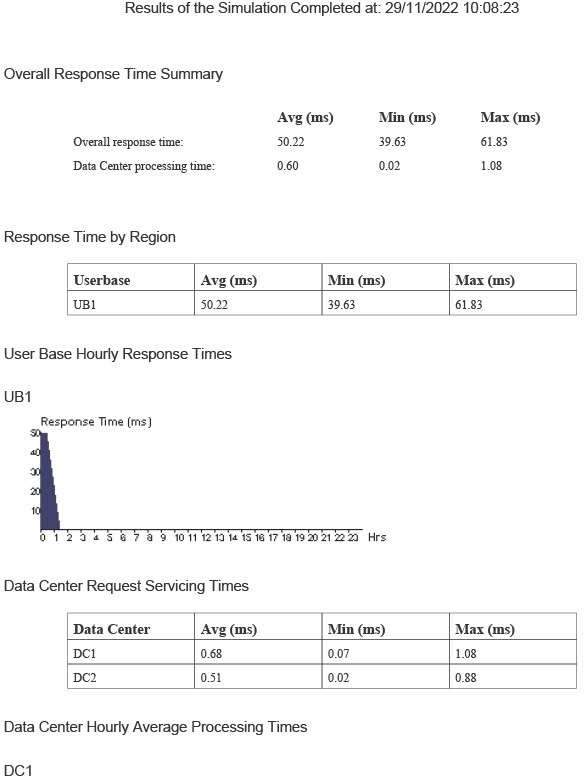 Results of the Simulation Completed at: 29/11/2022 10:08:23
Overall Response Time Summary
Avg (ms) Min (ms) Max (ms)
Overall response time: 50.22 39.63 61.83
Data Center processing time: 0.60 0.02 1.08
Response Time by Region
Userbase Avg (ms) Min (ms) Max (ms)
UB1 50.22 39.63 61.83
User Base Hourly Response Times
UB1
Response Time (ms)
50
40
30
20
10
0 1 2 3 4 5 6 7 8 9 10 11 12 13 14 15 16 17 18 19 20 21 22 23 Hrs
Data Center Request Servicing Times
Data Center Avg (ms) Min (ms) Max (ms)
DC1 0.68 0.07 1.08
DC2 0.51 0.02 0.88
Data Center Hourly Average Processing Times
DC1